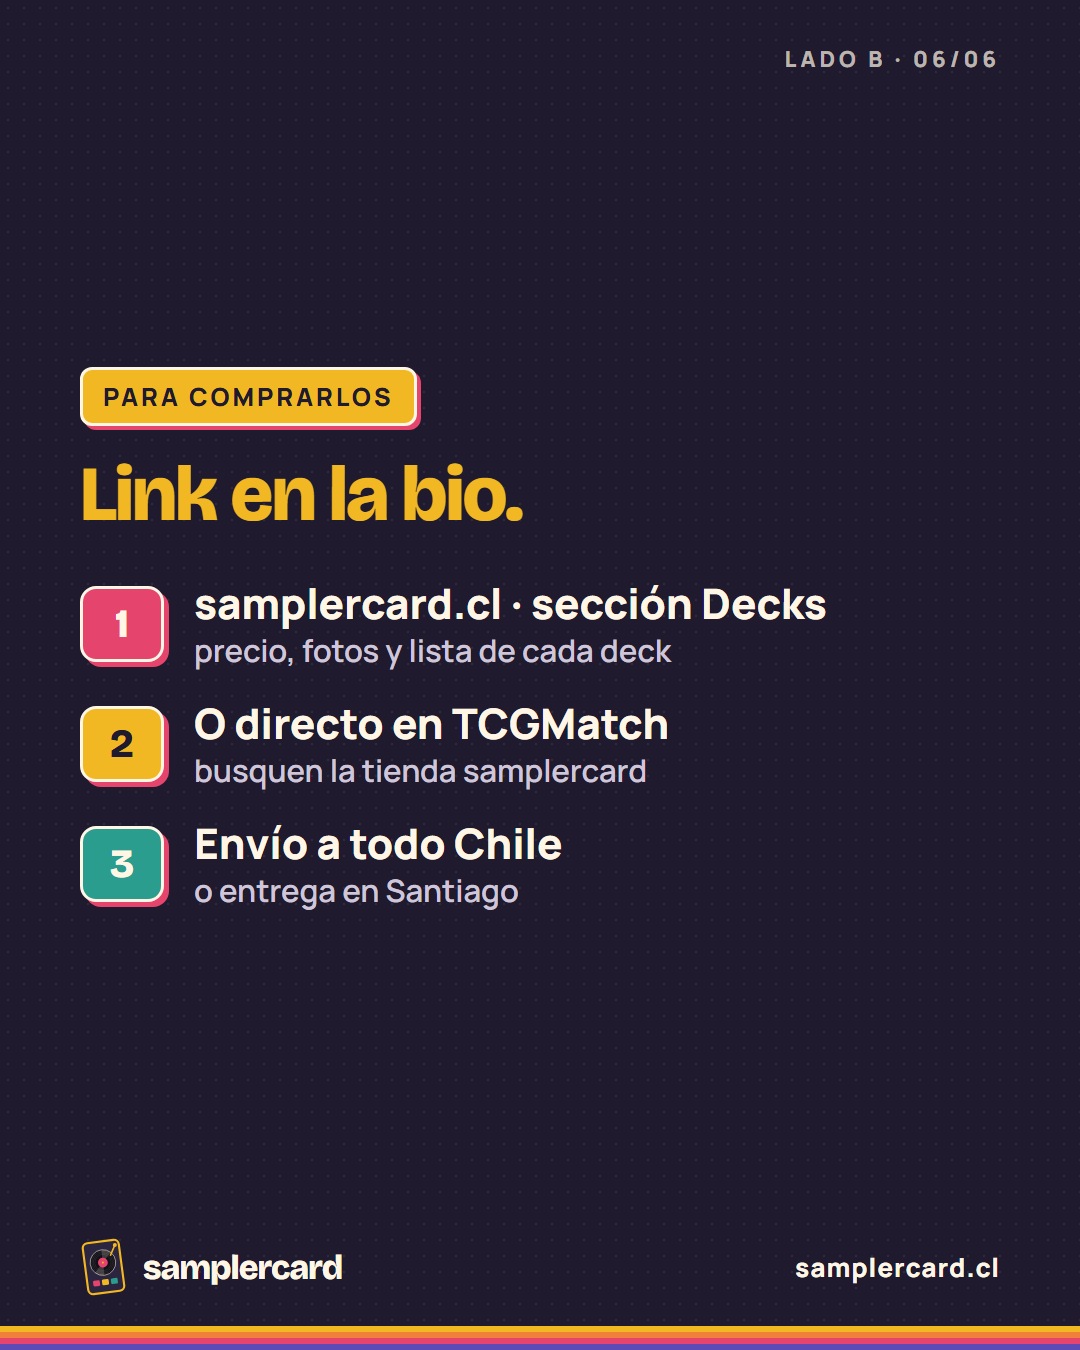 LADO B · 06/06
PARA COMPRARLOS
Link en la bio.
1
samplercard.cl · sección Decks
precio, fotos y lista de cada deck
2
O directo en TCGMatch
busquen la tienda samplercard
3
Envío a todo Chile
o entrega en Santiago
samplercard
samplercard.cl